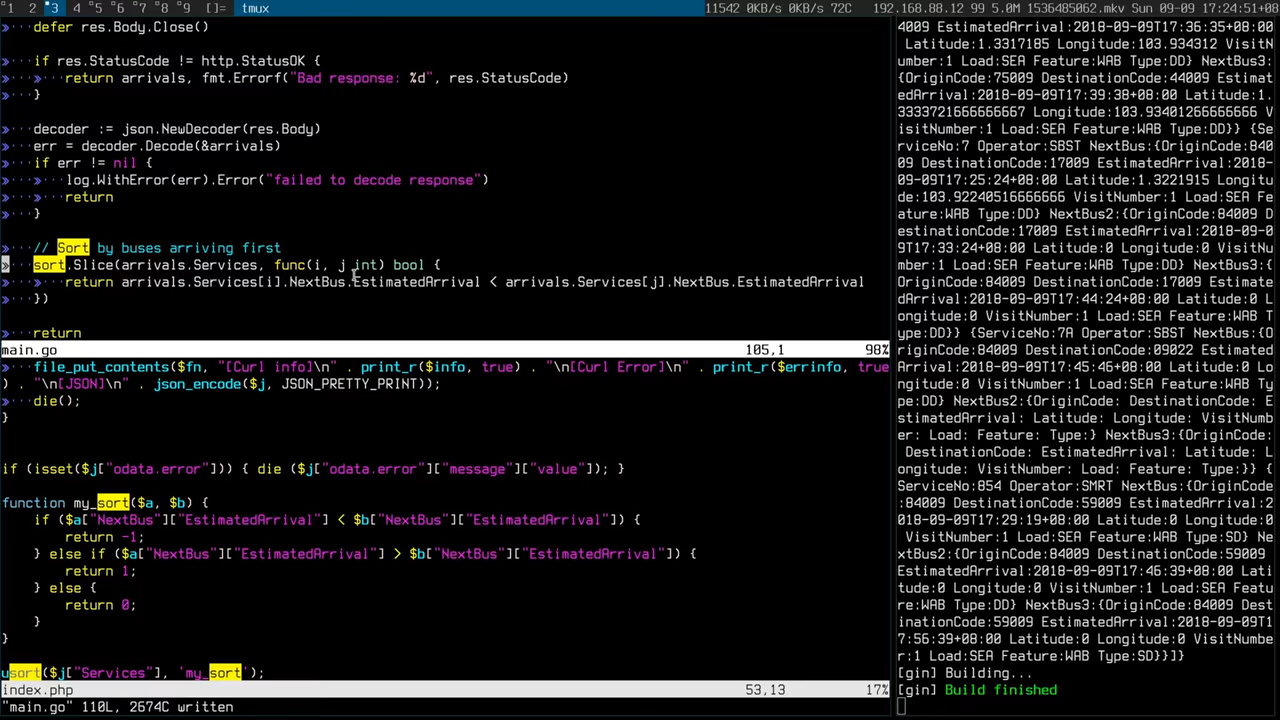 °1 2 °3 4 °5 °6 °7 °8 °9 []= tmux 11542 0KB/s 0KB/s 72C 192.168.88.12 99 5.0M 1536485062.mkv Sun 09-09 17:24:51+08
» defer res.Body.Close()
» if res.StatusCode != http.StatusOK {
» » return arrivals, fmt.Errorf("Bad response: %d", res.StatusCode)
» }
» decoder := json.NewDecoder(res.Body)
» err = decoder.Decode(&arrivals)
» if err != nil {
» » log.WithError(err).Error("failed to decode response")
» » return
» }
» // Sort by buses arriving first
» sort.Slice(arrivals.Services, func(i, j int) bool {
» » return arrivals.Services[i].NextBus.EstimatedArrival < arrivals.Services[j].NextBus.EstimatedArrival
» })
» return
main.go 105,1 98%
» file_put_contents($fn, "[Curl info]\n" . print_r($info, true) . "\n[Curl Error]\n" . print_r($errinfo, true
) . "\n[JSON]\n" . json_encode($j, JSON_PRETTY_PRINT));
» die();
}
if (isset($j["odata.error"])) { die ($j["odata.error"]["message"]["value"]); }
function my_sort($a, $b) {
if ($a["NextBus"]["EstimatedArrival"] < $b["NextBus"]["EstimatedArrival"]) {
return -1;
} else if ($a["NextBus"]["EstimatedArrival"] > $b["NextBus"]["EstimatedArrival"]) {
return 1;
} else {
return 0;
}
}
usort($j["Services"], 'my_sort');
index.php 53,13 17%
"main.go" 110L, 2674C written
4009 EstimatedArrival:2018-09-09T17:36:35+08:00
Latitude:1.3317185 Longitude:103.934312 VisitN
umber:1 Load:SEA Feature:WAB Type:DD} NextBus3:
{OriginCode:75009 DestinationCode:44009 Estimat
edArrival:2018-09-09T17:39:38+08:00 Latitude:1.
3333721666666667 Longitude:103.93401266666666 V
isitNumber:1 Load:SEA Feature:WAB Type:DD}} {Se
rviceNo:7 Operator:SBST NextBus:{OriginCode:840
09 DestinationCode:17009 EstimatedArrival:2018-
09-09T17:25:24+08:00 Latitude:1.3221915 Longitu
de:103.92240516666666 VisitNumber:1 Load:SEA Fe
ature:WAB Type:DD} NextBus2:{OriginCode:84009 D
estinationCode:17009 EstimatedArrival:2018-09-0
9T17:33:24+08:00 Latitude:0 Longitude:0 VisitNu
mber:1 Load:SEA Feature:WAB Type:DD} NextBus3:{
OriginCode:84009 DestinationCode:17009 Estimate
dArrival:2018-09-09T17:44:24+08:00 Latitude:0 L
ongitude:0 VisitNumber:1 Load:SEA Feature:WAB T
ype:DD}} {ServiceNo:7A Operator:SBST NextBus:{O
riginCode:84009 DestinationCode:09022 Estimated
Arrival:2018-09-09T17:45:46+08:00 Latitude:0 Lo
ngitude:0 VisitNumber:1 Load:SEA Feature:WAB Ty
pe:DD} NextBus2:{OriginCode: DestinationCode: E
stimatedArrival: Latitude: Longitude: VisitNumb
er: Load: Feature: Type:} NextBus3:{OriginCode:
DestinationCode: EstimatedArrival: Latitude: L
ongitude: VisitNumber: Load: Feature: Type:}} {
ServiceNo:854 Operator:SMRT NextBus:{OriginCode
:84009 DestinationCode:59009 EstimatedArrival:2
018-09-09T17:29:19+08:00 Latitude:0 Longitude:0
VisitNumber:1 Load:SEA Feature:WAB Type:SD} Ne
xtBus2:{OriginCode:84009 DestinationCode:59009
EstimatedArrival:2018-09-09T17:46:39+08:00 Lati
tude:0 Longitude:0 VisitNumber:1 Load:SEA Featu
re:WAB Type:DD} NextBus3:{OriginCode:84009 Dest
inationCode:59009 EstimatedArrival:2018-09-09T1
7:56:39+08:00 Latitude:0 Longitude:0 VisitNumbe
r:1 Load:SEA Feature:WAB Type:SD}}]}
[gin] Building...
[gin] Build finished